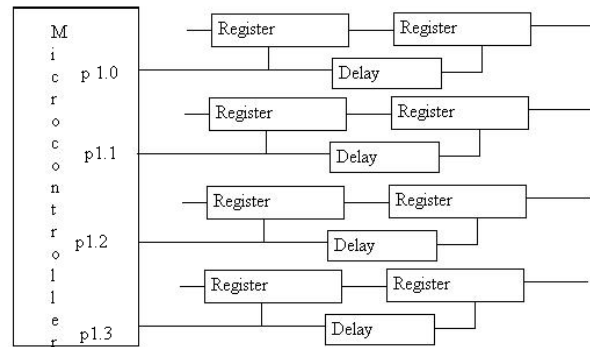 Microcontroller
Register Register
p 1.0 Delay
Register Register
p1.1 Delay
Register Register
p1.2 Delay
Register Register
p1.3 Delay